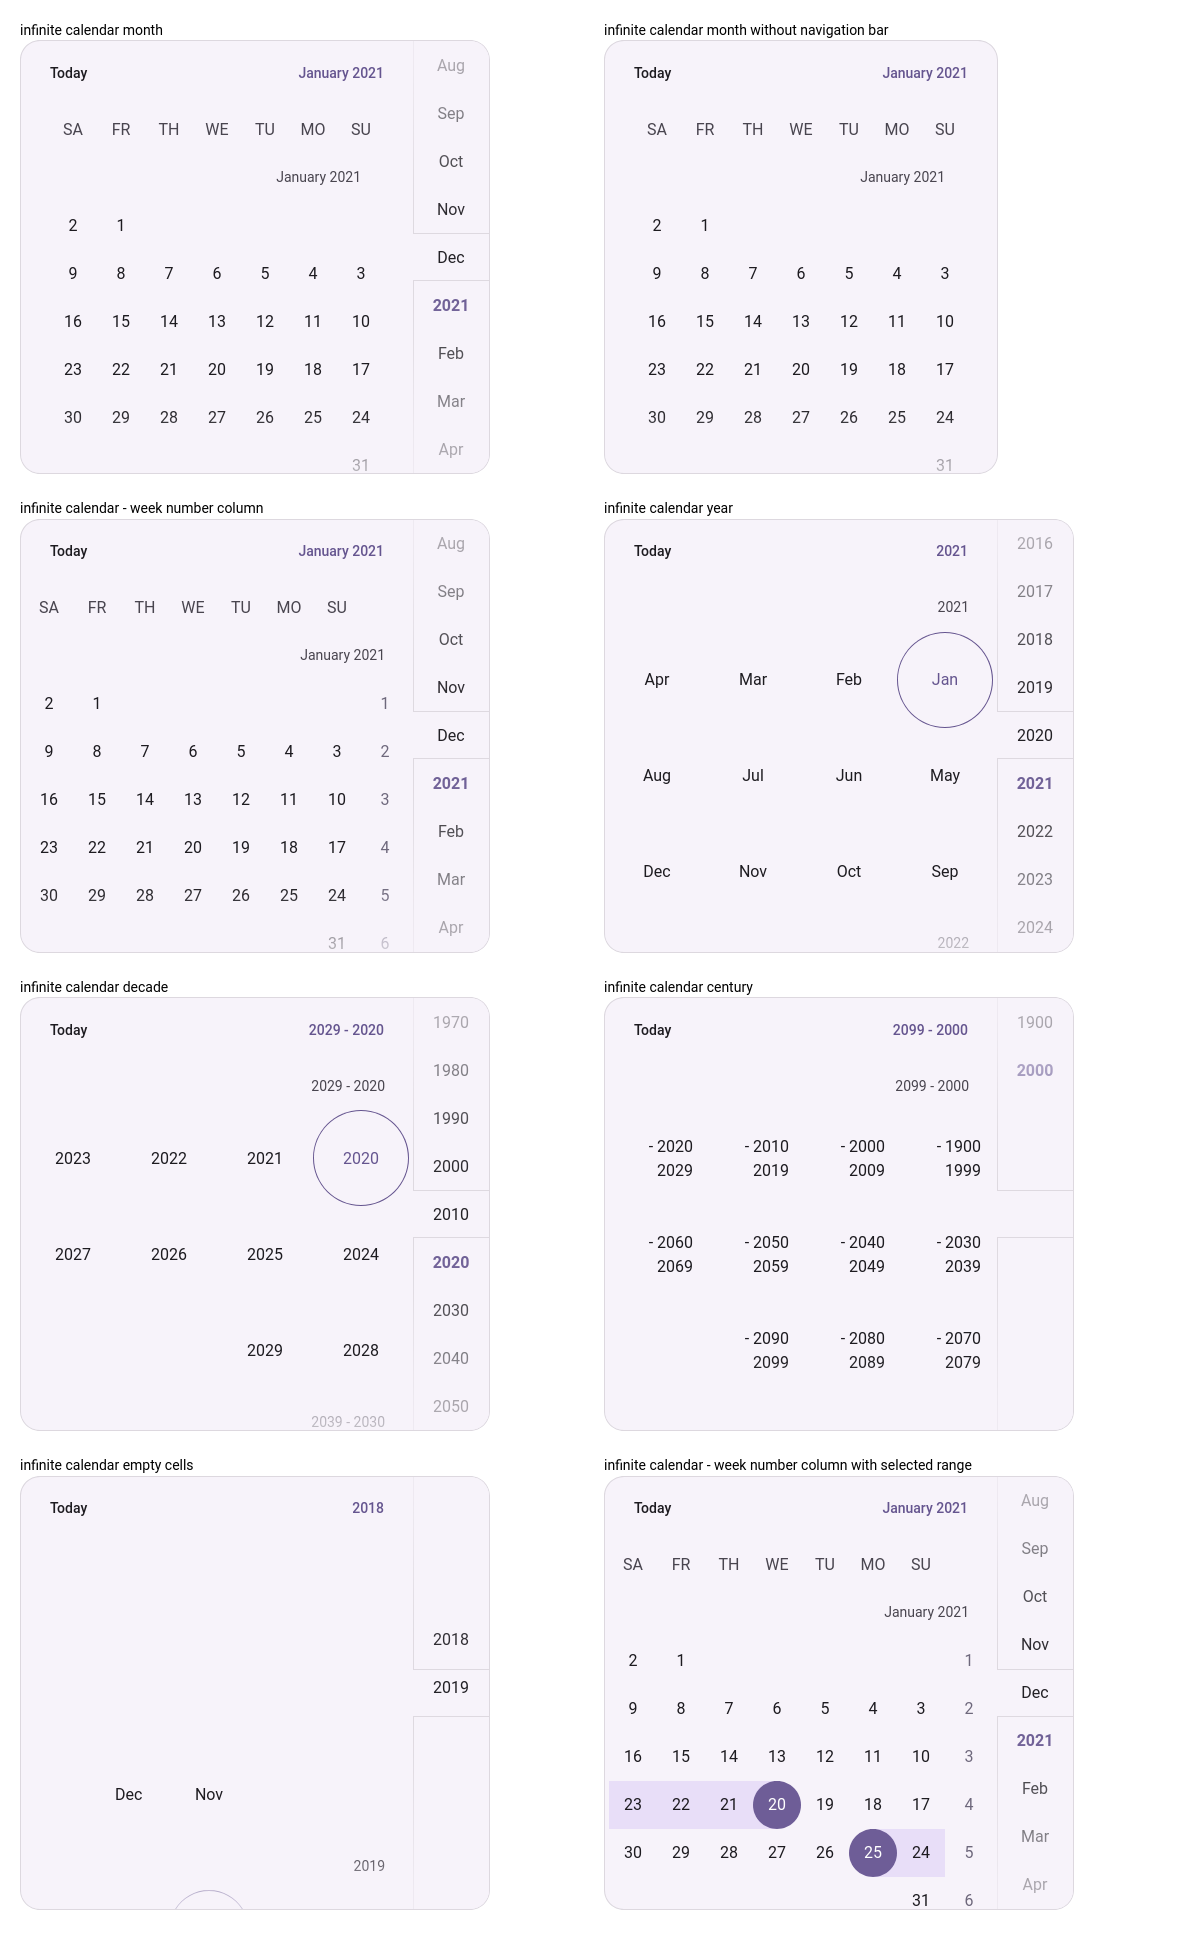 infinite calendar month
Today January 2021
SA FR TH WE TU MO SU
January 2021
2 1
9 8 7 6 5 4 3
16 15 14 13 12 11 10
23 22 21 20 19 18 17
30 29 28 27 26 25 24
31
Aug
Sep
Oct
Nov
Dec
2021
Feb
Mar
Apr
infinite calendar month without navigation bar
Today January 2021
SA FR TH WE TU MO SU
January 2021
2 1
9 8 7 6 5 4 3
16 15 14 13 12 11 10
23 22 21 20 19 18 17
30 29 28 27 26 25 24
31
infinite calendar - week number column
Today January 2021
SA FR TH WE TU MO SU
January 2021
2 1 1
9 8 7 6 5 4 3 2
16 15 14 13 12 11 10 3
23 22 21 20 19 18 17 4
30 29 28 27 26 25 24 5
31 6
Aug
Sep
Oct
Nov
Dec
2021
Feb
Mar
Apr
infinite calendar year
Today 2021
2021
Apr Mar Feb Jan
Aug Jul Jun May
Dec Nov Oct Sep
2022
2016
2017
2018
2019
2020
2021
2022
2023
2024
infinite calendar decade
Today 2029 - 2020
2029 - 2020
2023 2022 2021 2020
2027 2026 2025 2024
2029 2028
2039 - 2030
1970
1980
1990
2000
2010
2020
2030
2040
2050
infinite calendar century
Today 2099 - 2000
2099 - 2000
- 2020 - 2010 - 2000 - 1900
2029 2019 2009 1999
- 2060 - 2050 - 2040 - 2030
2069 2059 2049 2039
- 2090 - 2080 - 2070
2099 2089 2079
1900
2000
infinite calendar empty cells
Today 2018
Dec Nov
2019
2018
2019
infinite calendar - week number column with selected range
Today January 2021
SA FR TH WE TU MO SU
January 2021
2 1 1
9 8 7 6 5 4 3 2
16 15 14 13 12 11 10 3
23 22 21 20 19 18 17 4
30 29 28 27 26 25 24 5
31 6
Aug
Sep
Oct
Nov
Dec
2021
Feb
Mar
Apr